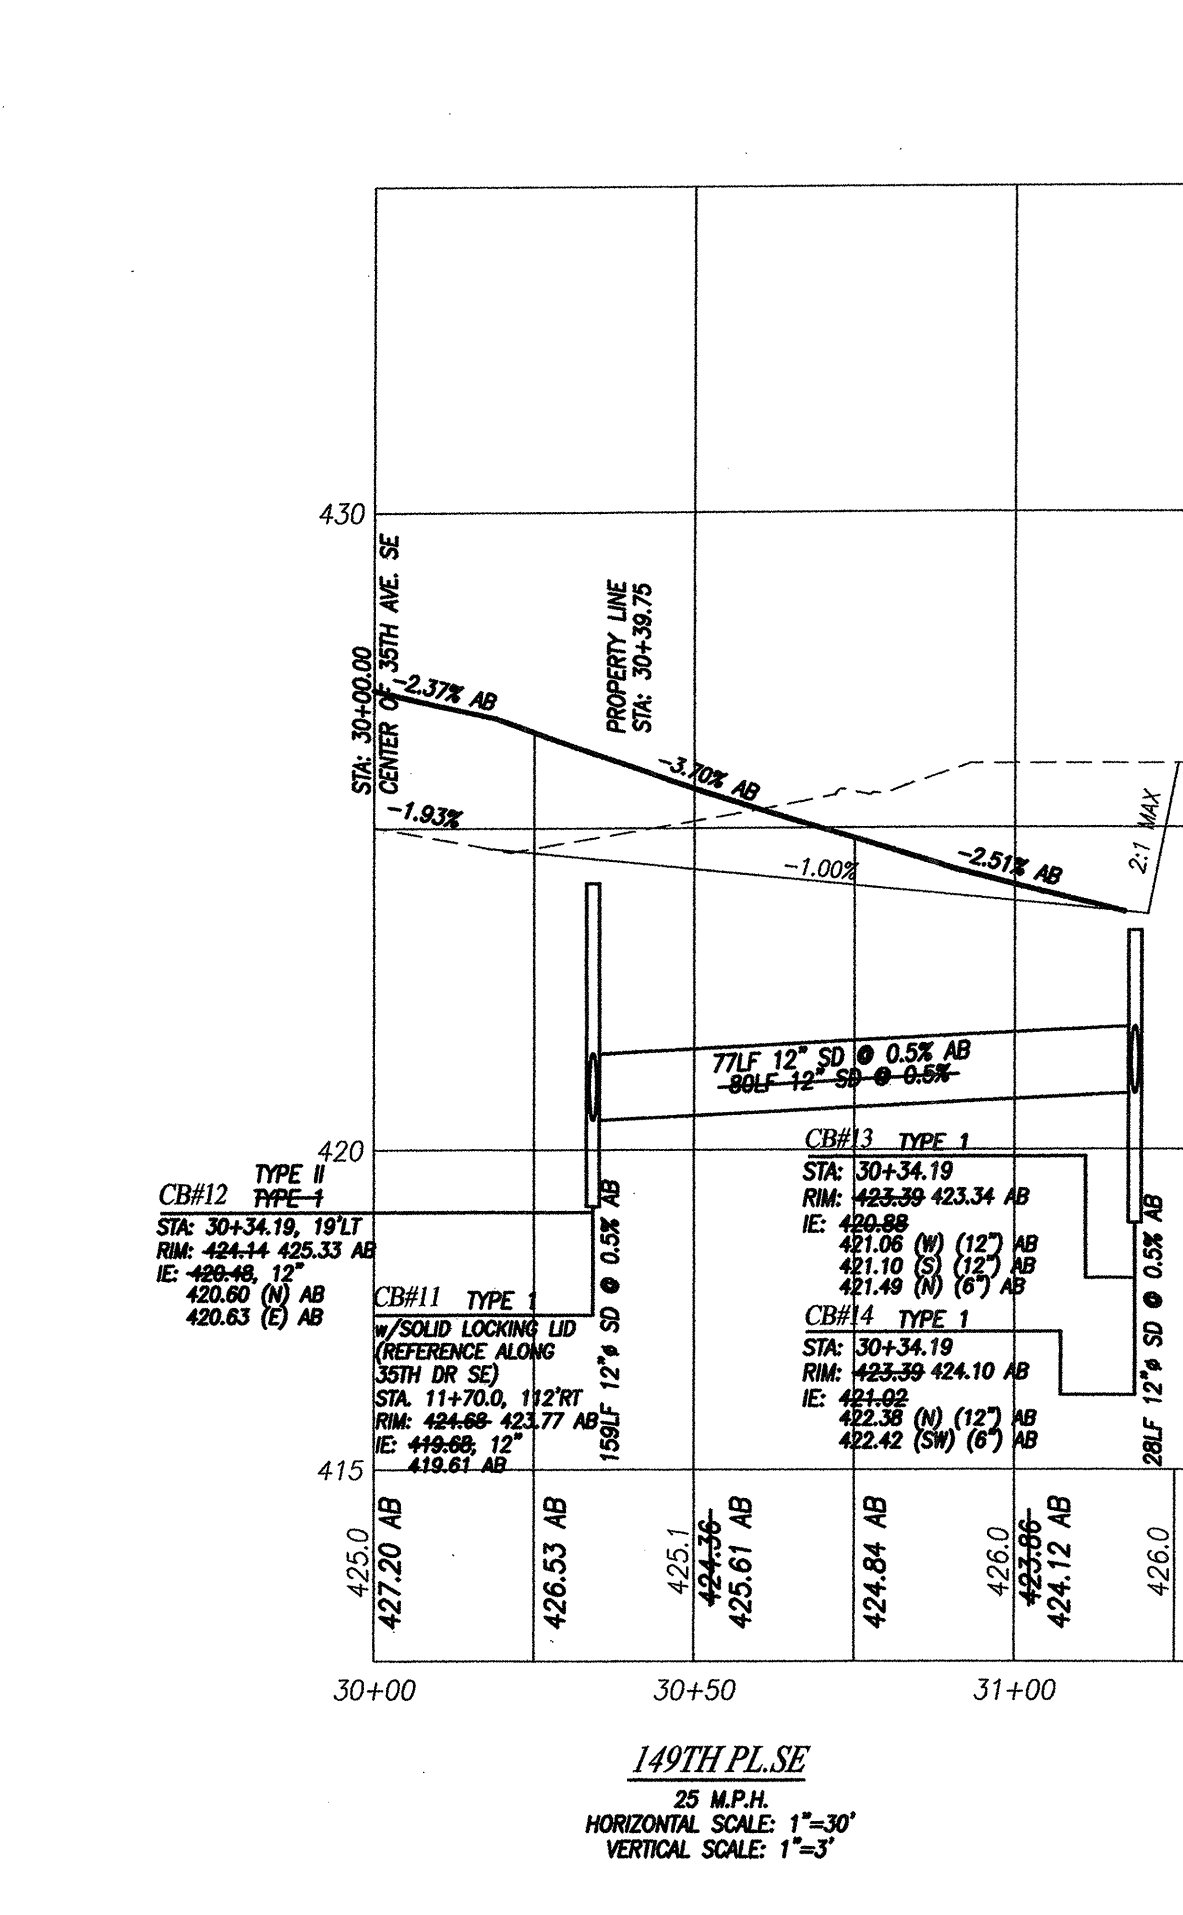 430
STA: 30+00.00
CENTER OF 35TH AVE. SE
-2.37% AB
PROPERTY LINE
STA: 30+39.75
-3.70% AB
-1.93%
-1.00%
-2.51% AB
2:1 MAX
77LF 12" SD @ 0.5% AB
80LF 12" SD @ 0.5%
420
CB#12 TYPE II
TYPE 1
STA: 30+34.19, 19'LT
RIM: 424.14 425.33 AB
IE: 420.48, 12"
420.60 (N) AB
420.63 (E) AB
CB#11 TYPE 1
w/SOLID LOCKING LID
(REFERENCE ALONG
35TH DR SE)
STA. 11+70.0, 112'RT
RIM: 424.68 423.77 AB
IE: 419.68, 12"
419.61 AB
159LF 12"ø SD @ 0.5% AB
CB#13 TYPE 1
STA: 30+34.19
RIM: 423.39 423.34 AB
IE: 420.88
421.06 (W) (12") AB
421.10 (S) (12") AB
421.49 (N) (6") AB
CB#14 TYPE 1
STA: 30+34.19
RIM: 423.39 424.10 AB
IE: 421.02
422.38 (N) (12") AB
422.42 (SW) (6") AB
28LF 12"ø SD @ 0.5% AB
415
425.0
427.20 AB
426.53 AB
425.1
424.36
425.61 AB
424.84 AB
426.0
423.86
424.12 AB
426.0
30+00
30+50
31+00
149TH PL.SE
25 M.P.H.
HORIZONTAL SCALE: 1"=30'
VERTICAL SCALE: 1"=3'